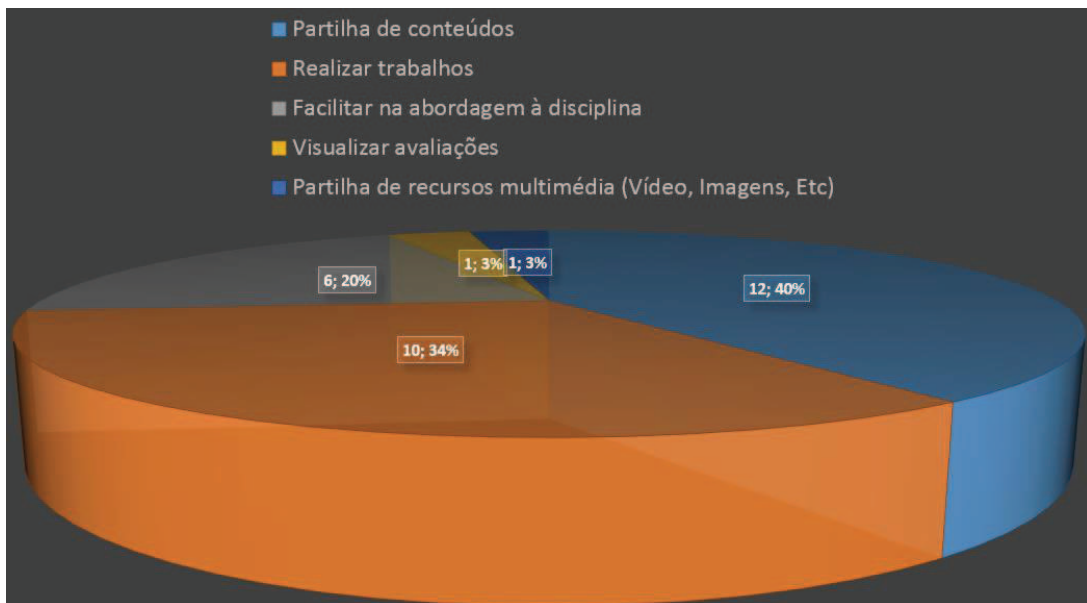 Partilha de conteúdos
Realizar trabalhos
Facilitar na abordagem à disciplina
Visualizar avaliações
Partilha de recursos multimédia (Vídeo, Imagens, Etc)
1; 3%
1; 3%
6; 20%
12; 40%
10; 34%